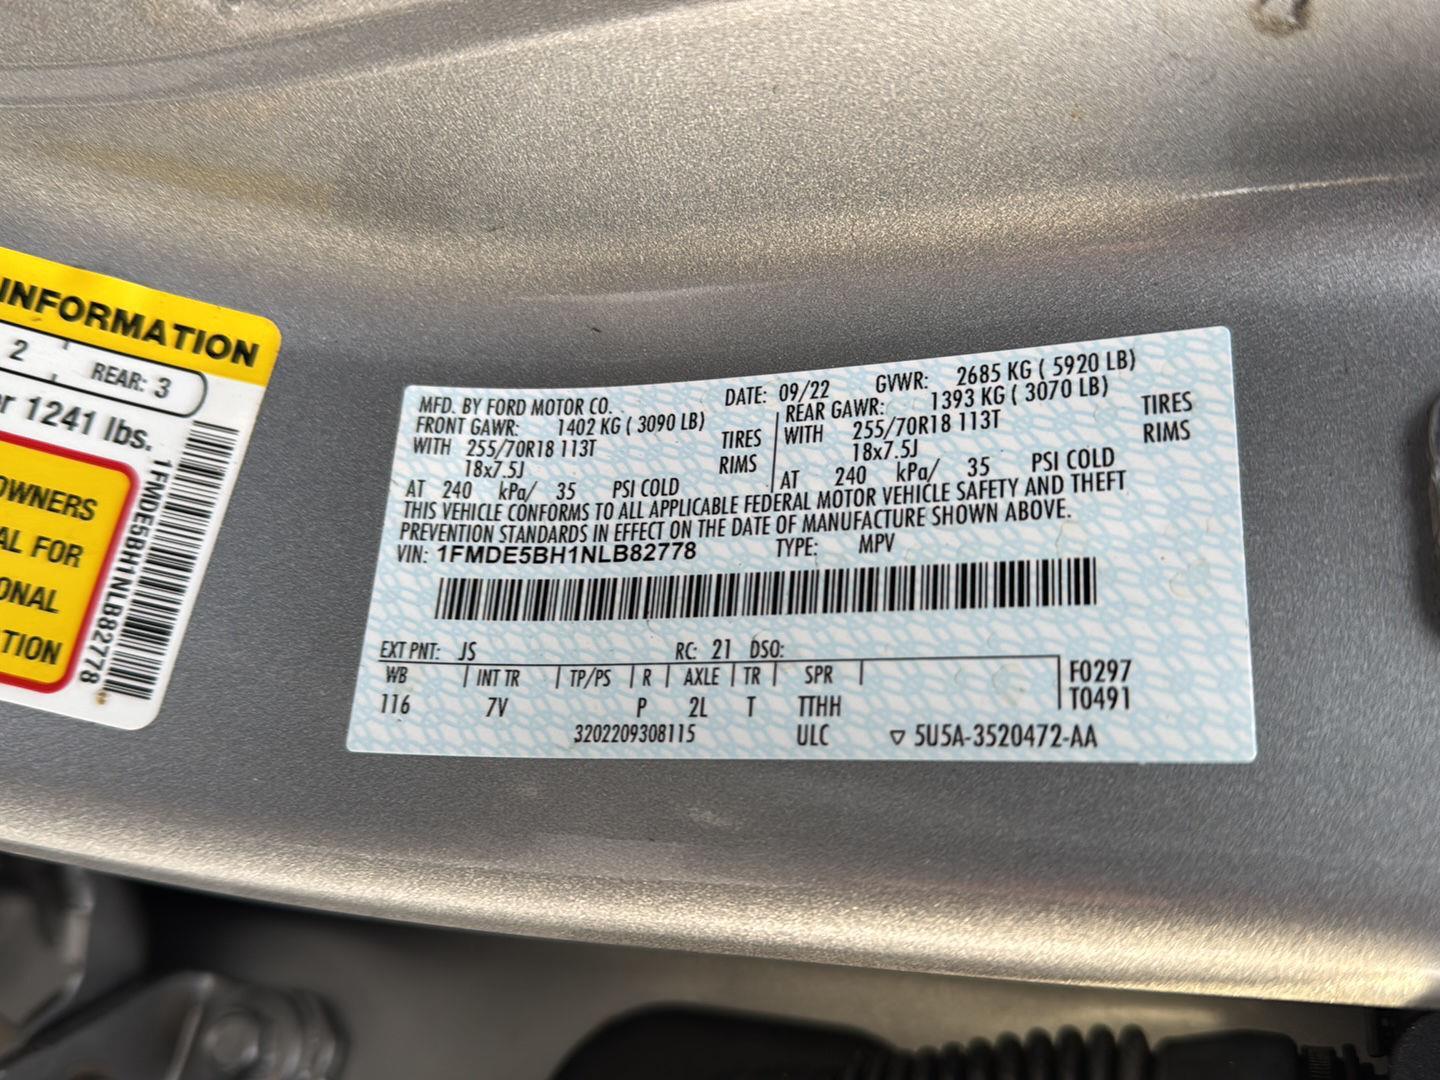 INFORMATION
2 REAR: 3
1241 lbs.
OWNERS
FOR
TION
1FMDE5BH1NLB82778
MFD. BY FORD MOTOR CO. DATE: 09/22 GVWR: 2685 KG ( 5920 LB)
FRONT GAWR: 1402 KG ( 3090 LB) REAR GAWR: 1393 KG ( 3070 LB)
WITH 255/70R18 113T TIRES WITH 255/70R18 113T TIRES
18x7.5J RIMS 18x7.5J RIMS
AT 240 kPa/ 35 PSI COLD AT 240 kPa/ 35 PSI COLD
THIS VEHICLE CONFORMS TO ALL APPLICABLE FEDERAL MOTOR VEHICLE SAFETY AND THEFT
PREVENTION STANDARDS IN EFFECT ON THE DATE OF MANUFACTURE SHOWN ABOVE.
VIN: 1FMDE5BH1NLB82778 TYPE: MPV
EXT PNT: JS RC: 21 DSO:
WB INT TR TP/PS R AXLE TR SPR F0297
116 7V P 2L T TTHH T0491
3202209308115 ULC ▽ 5U5A-3520472-AA